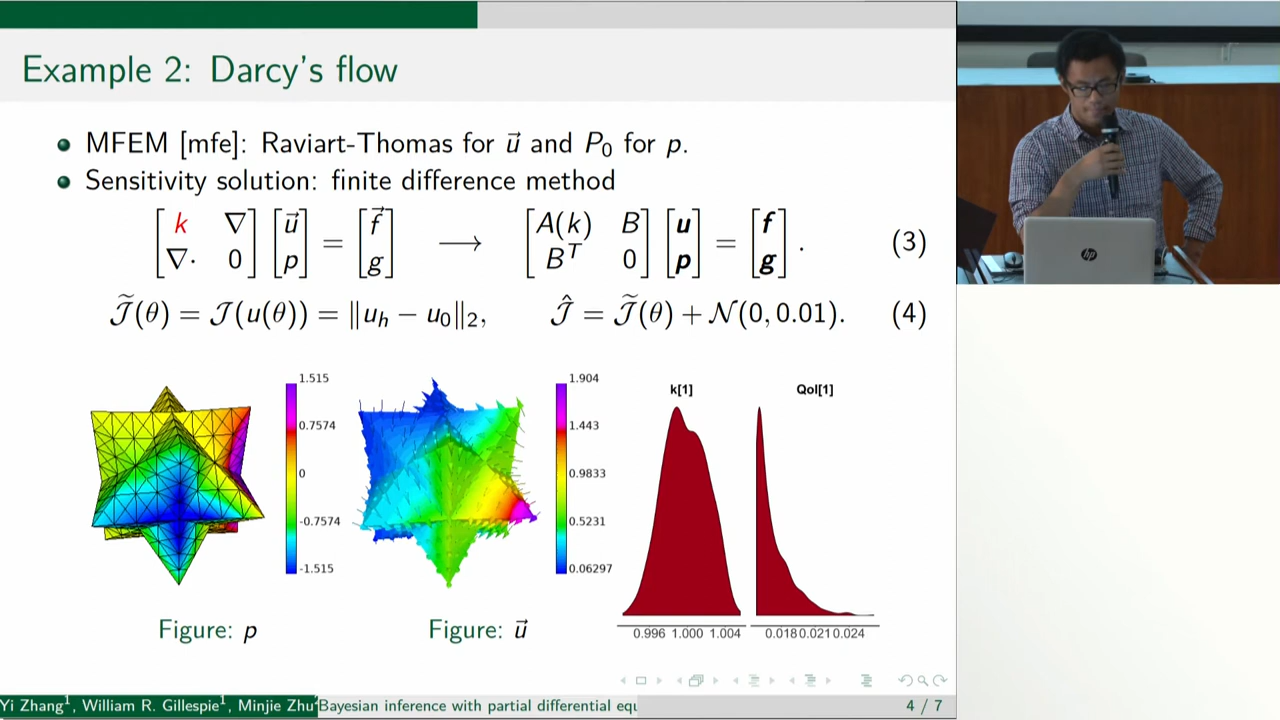 Example 2: Darcy's flow
MFEM [mfe]: Raviart-Thomas for u⃗ and P₀ for p.
Sensitivity solution: finite difference method
[k ∇; ∇· 0] [u⃗; p] = [f⃗; g] ⟶ [A(k) B; Bᵀ 0] [u; p] = [f; g]. (3)
J̃(θ) = J(u(θ)) = ‖uₕ − u₀‖₂, Ĵ = J̃(θ) + N(0, 0.01). (4)
1.515
0.7574
0
-0.7574
-1.515
Figure: p
1.904
1.443
0.9833
0.5231
0.06297
Figure: u⃗
k[1]
0.996 1.000 1.004
QoI[1]
0.018 0.021 0.024
hp
Yi Zhang¹, William R. Gillespie¹, Minjie Zhu Bayesian inference with partial differential equ
4 / 7